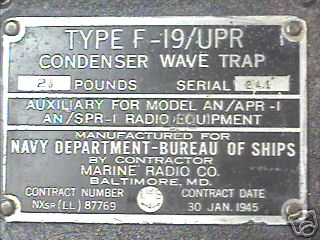 TYPE F-19/UPR
CONDENSER WAVE TRAP
POUNDS SERIAL
AUXILIARY FOR MODEL AN/APR-1
AN/SPR-1 RADIO EQUIPMENT
MANUFACTURED FOR
NAVY DEPARTMENT-BUREAU OF SHIPS
BY CONTRACTOR
MARINE RADIO CO.
BALTIMORE, MD.
CONTRACT NUMBER CONTRACT DATE
NXSR (LL) 87769 30 JAN. 1945